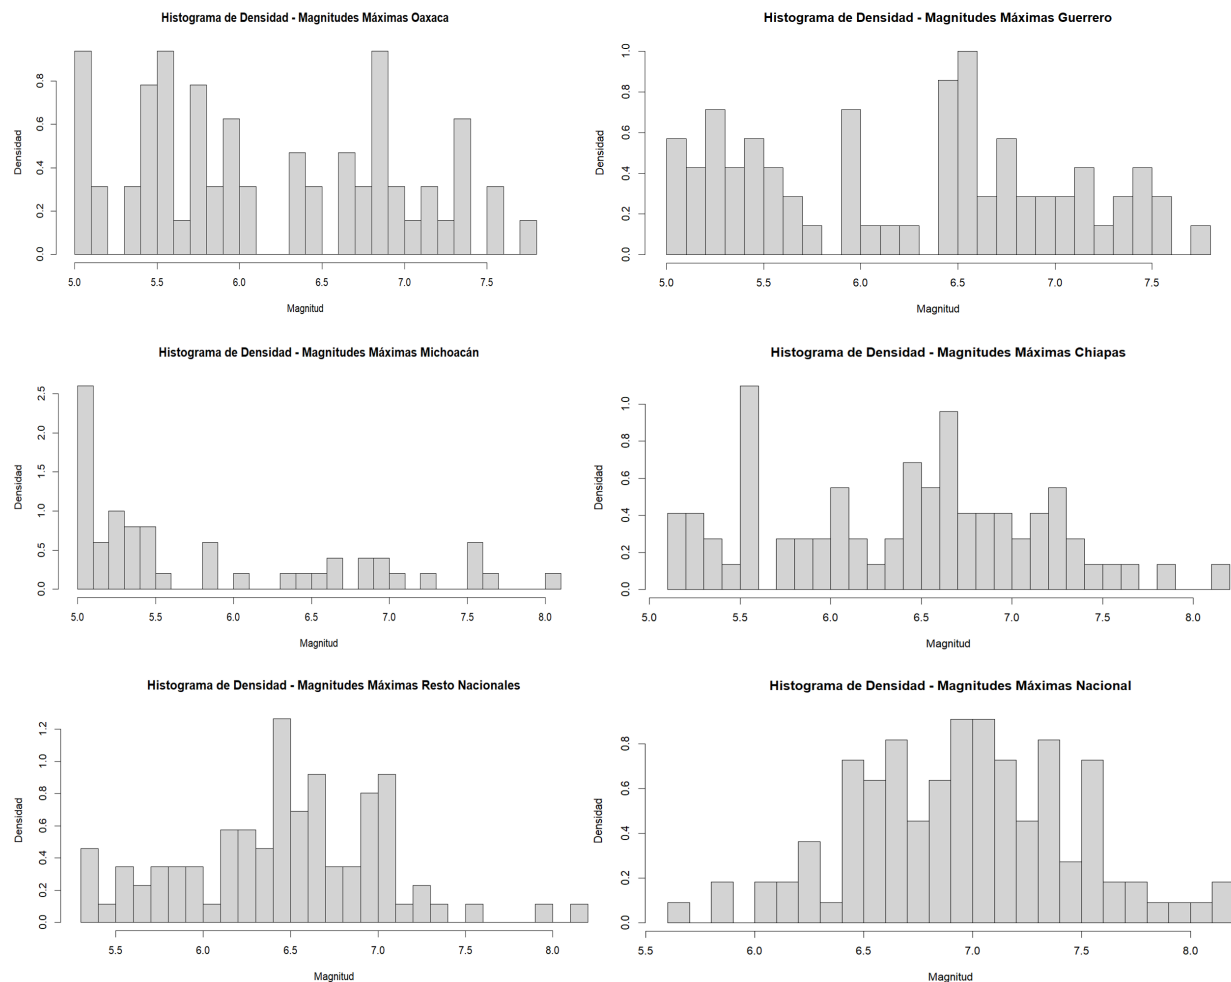 Histograma de Densidad - Magnitudes Máximas Oaxaca
Densidad
0.0 0.2 0.4 0.6 0.8
5.0 5.5 6.0 6.5 7.0 7.5
Magnitud
Histograma de Densidad - Magnitudes Máximas Guerrero
Densidad
0.0 0.2 0.4 0.6 0.8 1.0
5.0 5.5 6.0 6.5 7.0 7.5
Magnitud
Histograma de Densidad - Magnitudes Máximas Michoacán
Densidad
0.0 0.5 1.0 1.5 2.0 2.5
5.0 5.5 6.0 6.5 7.0 7.5 8.0
Magnitud
Histograma de Densidad - Magnitudes Máximas Chiapas
Densidad
0.0 0.2 0.4 0.6 0.8 1.0
5.0 5.5 6.0 6.5 7.0 7.5 8.0
Magnitud
Histograma de Densidad - Magnitudes Máximas Resto Nacionales
Densidad
0.0 0.2 0.4 0.6 0.8 1.0 1.2
5.5 6.0 6.5 7.0 7.5 8.0
Magnitud
Histograma de Densidad - Magnitudes Máximas Nacional
Densidad
0.0 0.2 0.4 0.6 0.8
5.5 6.0 6.5 7.0 7.5 8.0
Magnitud